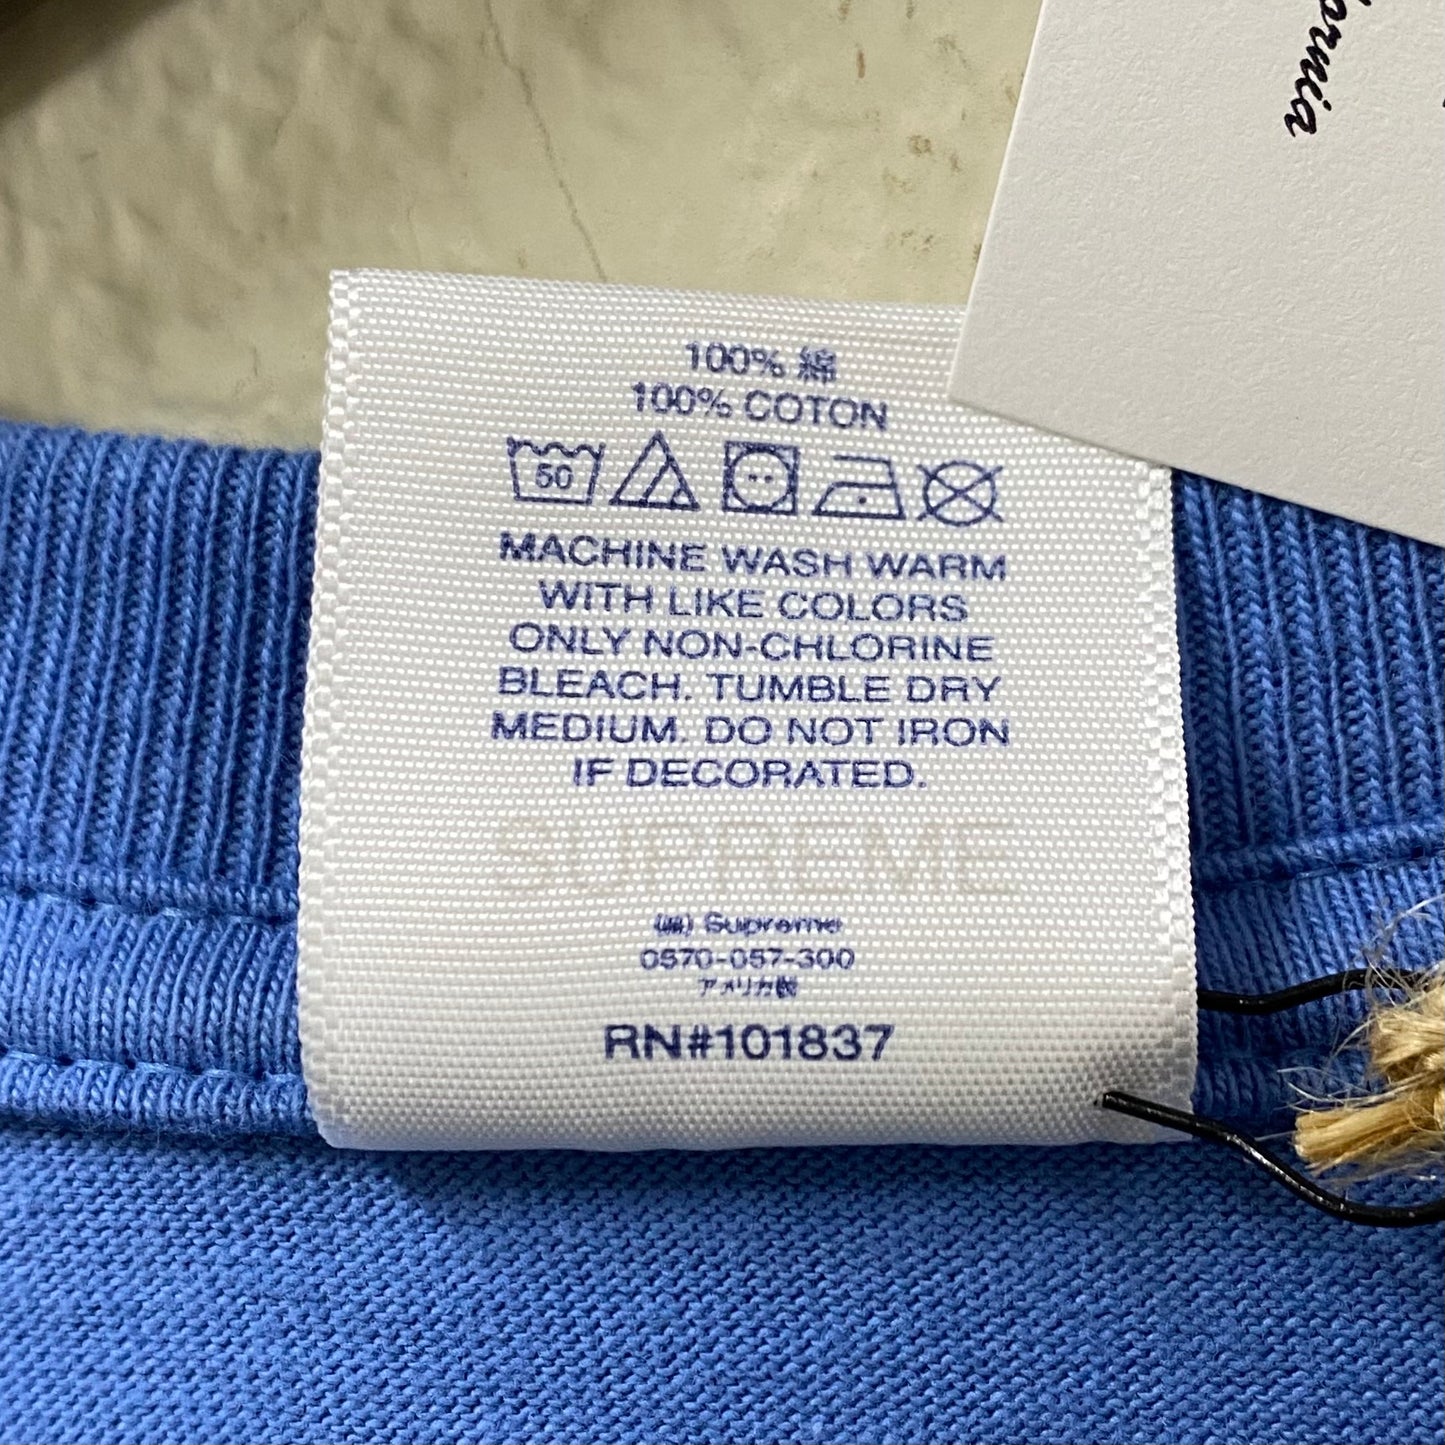 100% 綿
100% COTON
50
MACHINE WASH WARM
WITH LIKE COLORS
ONLY NON-CHLORINE
BLEACH. TUMBLE DRY
MEDIUM. DO NOT IRON
IF DECORATED.
SUPREME
Supreme
0570-057-300
アメリカ製
RN#101837